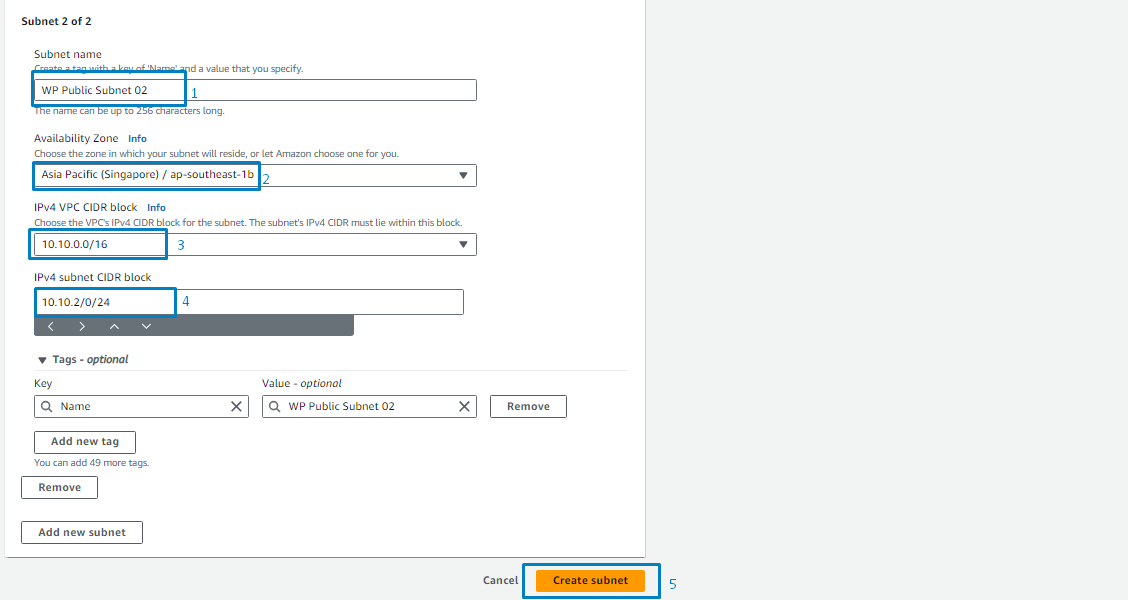 Subnet 2 of 2
Subnet name
Create a tag with a key of 'Name' and a value that you specify.
WP Public Subnet 02
1
The name can be up to 256 characters long.
Availability Zone Info
Choose the zone in which your subnet will reside, or let Amazon choose one for you.
Asia Pacific (Singapore) / ap-southeast-1b
2
IPv4 VPC CIDR block Info
Choose the VPC's IPv4 CIDR block for the subnet. The subnet's IPv4 CIDR must lie within this block.
10.10.0.0/16
3
IPv4 subnet CIDR block
10.10.2/0/24
4
Tags - optional
Key
Value - optional
Name
WP Public Subnet 02
Remove
Add new tag
You can add 49 more tags.
Remove
Add new subnet
Cancel
Create subnet
5